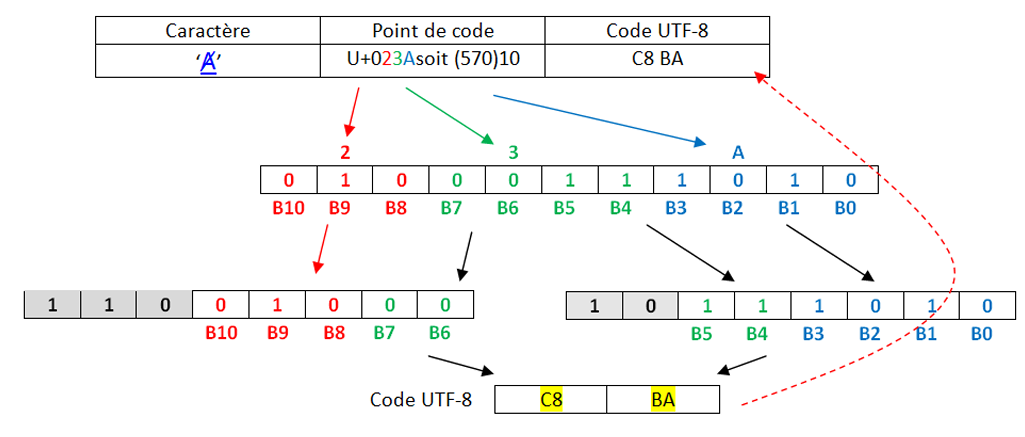 Caractère Point de code Code UTF-8
‘Ⱥ’ U+023Asoit (570)10 C8 BA
2 3 A
0 1 0 0 0 1 1 1 0 1 0
B10 B9 B8 B7 B6 B5 B4 B3 B2 B1 B0
1 1 0 0 1 0 0 0 1 0 1 1 1 0 1 0
B10 B9 B8 B7 B6 B5 B4 B3 B2 B1 B0
Code UTF-8 C8 BA